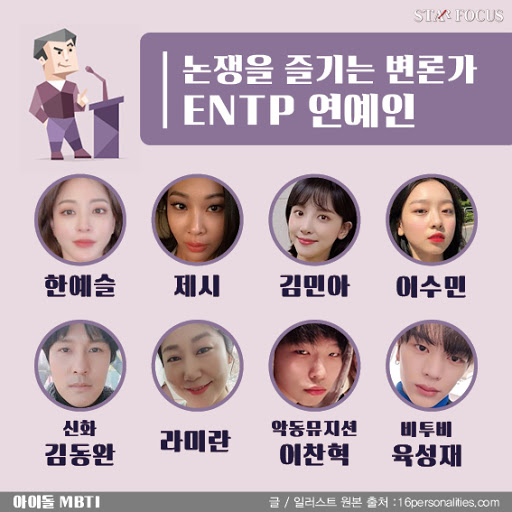 STAR FOCUS
논쟁을 즐기는 변론가
ENTP 연예인
한예슬
제시
김민아
이수민
신화
김동완
라미란
악동뮤지션
이찬혁
비투비
육성재
아이돌 MBTI
글 / 일러스트 원본 출처 : 16personalities.com